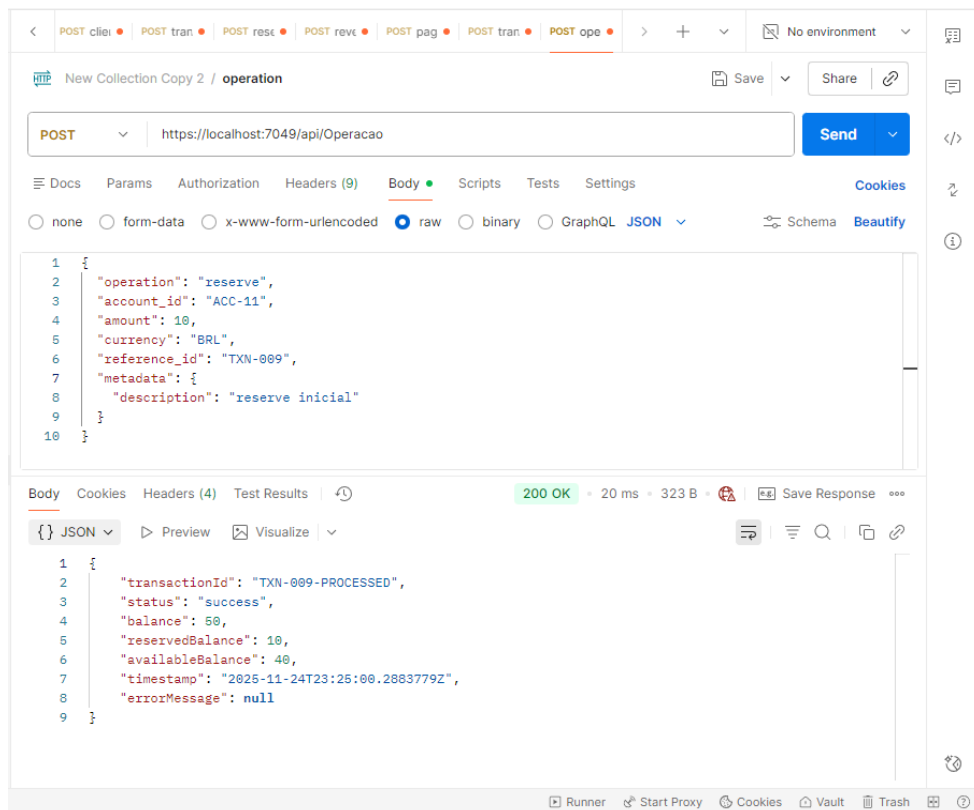 POST clie POST tran POST rese POST reve POST pag POST tran POST ope No environment
HTTP New Collection Copy 2 / operation Save Share
POST https://localhost:7049/api/Operacao Send
Docs Params Authorization Headers (9) Body Scripts Tests Settings Cookies
none form-data x-www-form-urlencoded raw binary GraphQL JSON Schema Beautify
1 {
2 "operation": "reserve",
3 "account_id": "ACC-11",
4 "amount": 10,
5 "currency": "BRL",
6 "reference_id": "TXN-009",
7 "metadata": {
8 "description": "reserve inicial"
9 }
10 }
Body Cookies Headers (4) Test Results 200 OK 20 ms 323 B e.g. Save Response
{} JSON Preview Visualize
1 {
2 "transactionId": "TXN-009-PROCESSED",
3 "status": "success",
4 "balance": 50,
5 "reservedBalance": 10,
6 "availableBalance": 40,
7 "timestamp": "2025-11-24T23:25:00.2883779Z",
8 "errorMessage": null
9 }
Runner Start Proxy Cookies Vault Trash